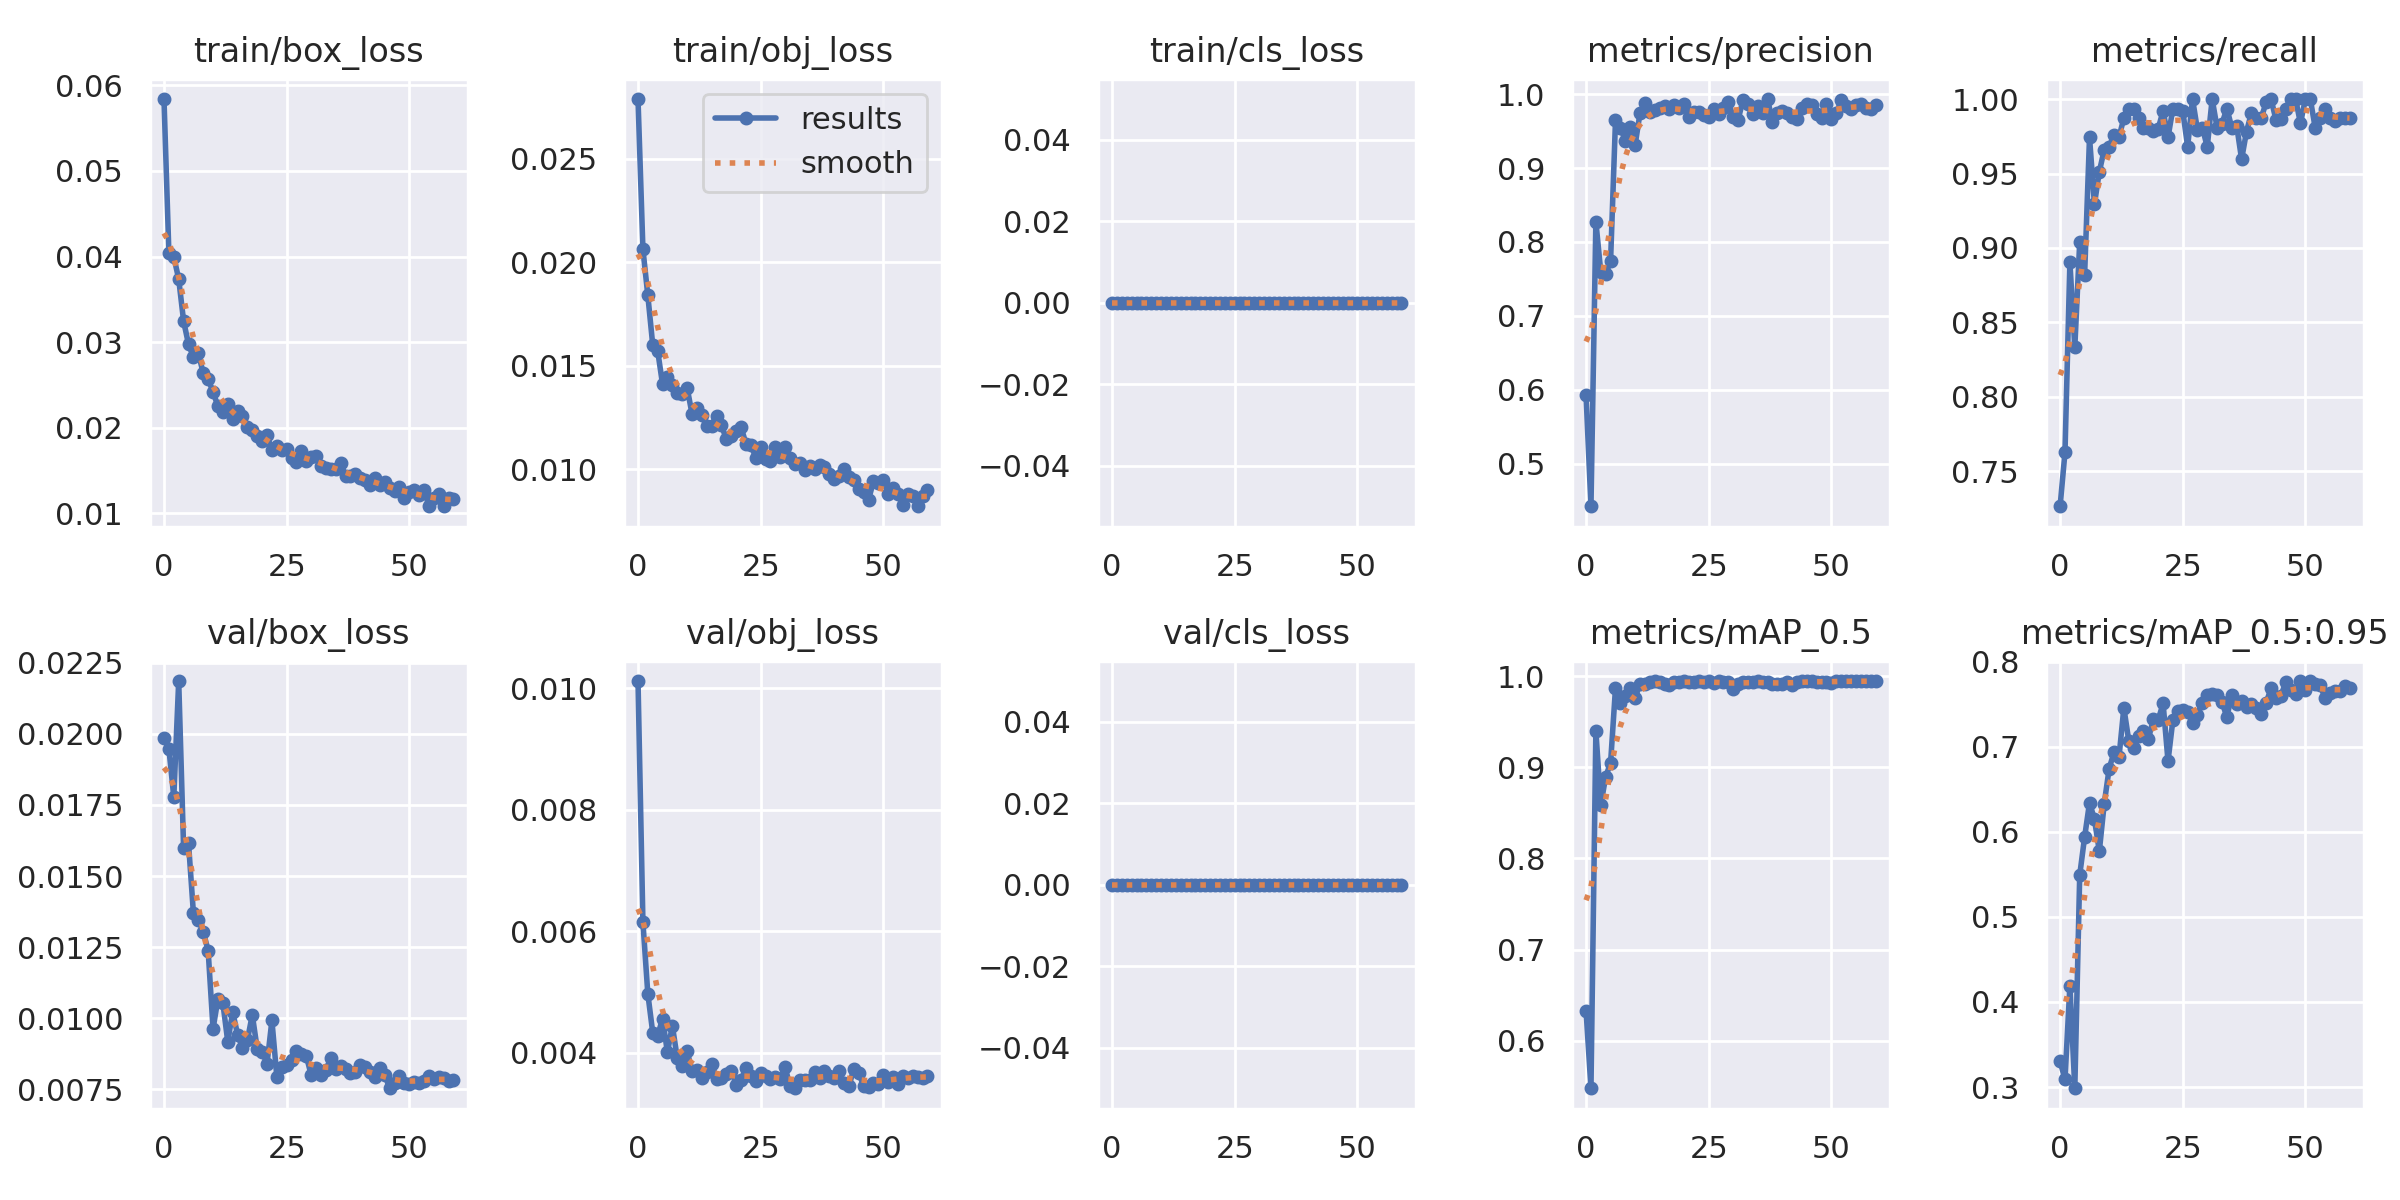 train/box_loss
0.06
0.05
0.04
0.03
0.02
0.01
0 25 50
train/obj_loss
results
smooth
0.025
0.020
0.015
0.010
0 25 50
train/cls_loss
0.04
0.02
0.00
−0.02
−0.04
0 25 50
metrics/precision
1.0
0.9
0.8
0.7
0.6
0.5
0 25 50
metrics/recall
1.00
0.95
0.90
0.85
0.80
0.75
0 25 50
val/box_loss
0.0225
0.0200
0.0175
0.0150
0.0125
0.0100
0.0075
0 25 50
val/obj_loss
0.010
0.008
0.006
0.004
0 25 50
val/cls_loss
0.04
0.02
0.00
−0.02
−0.04
0 25 50
metrics/mAP_0.5
1.0
0.9
0.8
0.7
0.6
0 25 50
metrics/mAP_0.5:0.95
0.8
0.7
0.6
0.5
0.4
0.3
0 25 50